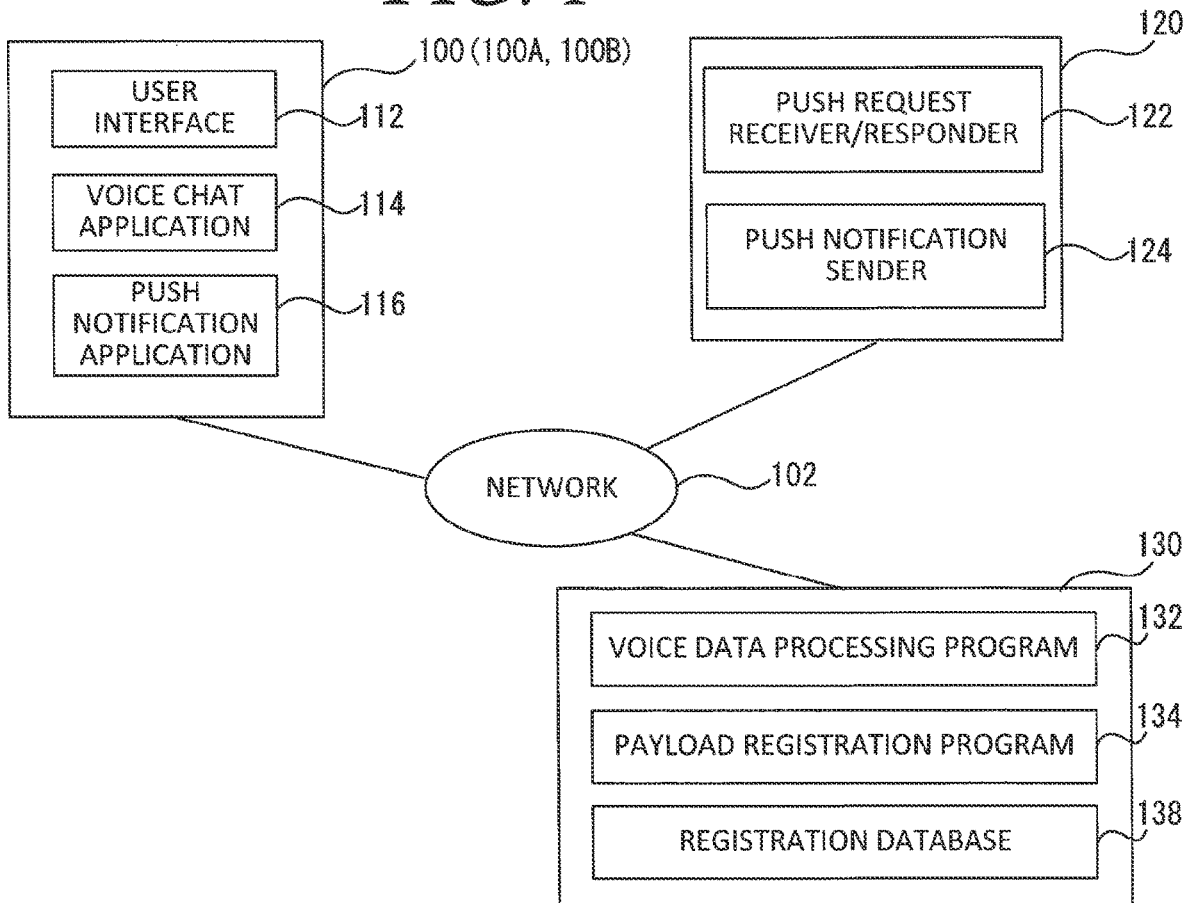 100(100A, 100B)
USER
INTERFACE
112
VOICE CHAT
APPLICATION
114
PUSH
NOTIFICATION
APPLICATION
116
120
PUSH REQUEST
RECEIVER/RESPONDER
122
PUSH NOTIFICATION
SENDER
124
NETWORK
102
130
VOICE DATA PROCESSING PROGRAM
132
PAYLOAD REGISTRATION PROGRAM
134
REGISTRATION DATABASE
138